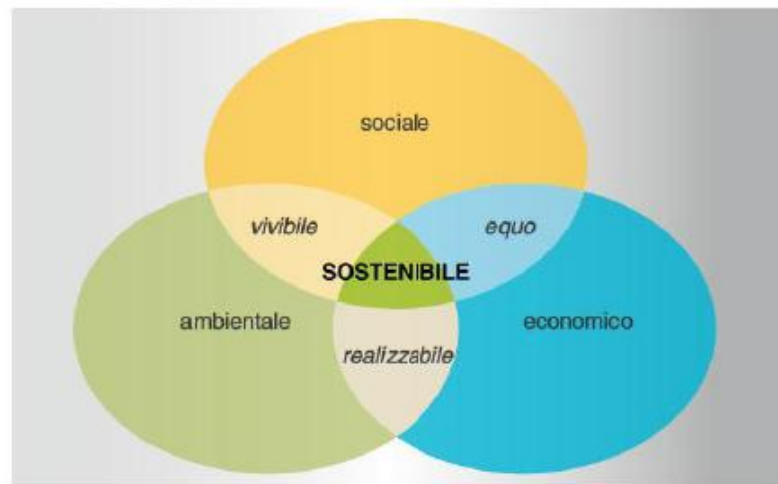 sociale
vivibile
equo
SOSTENIBILE
ambientale
economico
realizzabile